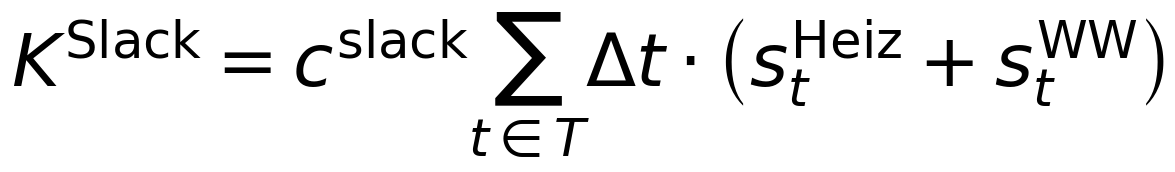 K^Slack = c^slack ∑_{t ∈ T} Δt · (s_t^Heiz + s_t^WW)